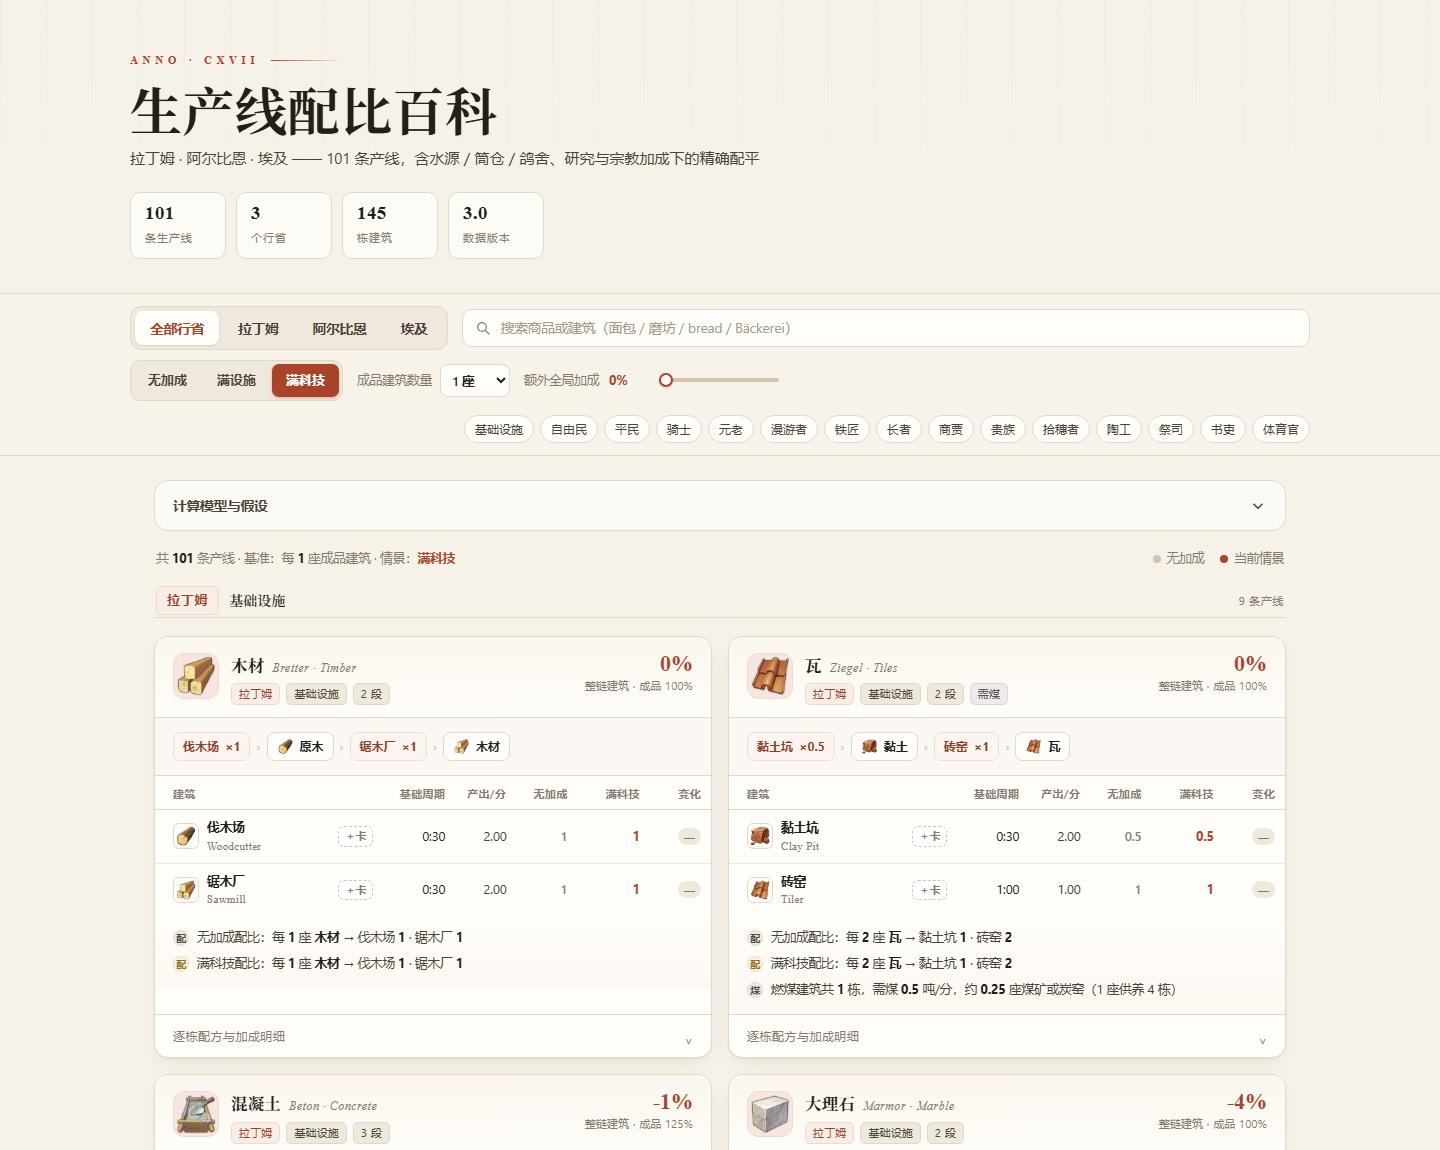 ANNO · CXVII
生产线配比百科
拉丁姆 · 阿尔比恩 · 埃及 —— 101 条产线，含水源 / 筒仓 / 鸽舍、研究与宗教加成下的精确配平
101 3 145 3.0
条生产线 个行省 栋建筑 数据版本
全部行省 拉丁姆 阿尔比恩 埃及 搜索商品或建筑（面包 / 磨坊 / bread / Bäckerei）
无加成 满设施 满科技 成品建筑数量 1 座 额外全局加成 0%
基础设施 自由民 平民 骑士 元老 漫游者 铁匠 长者 商贾 贵族 拾穗者 陶工 祭司 书吏 体育官
计算模型与假设
共 101 条产线 · 基准：每 1 座成品建筑 · 情景：满科技 无加成 当前情景
拉丁姆 基础设施 9 条产线
木材 Bretter · Timber 0%
拉丁姆 基础设施 2 段 整链建筑 · 成品 100%
伐木场 ×1 › 原木 › 锯木厂 ×1 › 木材
建筑 基础周期 产出/分 无加成 满科技 变化
伐木场 Woodcutter +卡 0:30 2.00 1 1 —
锯木厂 Sawmill +卡 0:30 2.00 1 1 —
配 无加成配比：每 1 座 木材 → 伐木场 1 · 锯木厂 1
配 满科技配比：每 1 座 木材 → 伐木场 1 · 锯木厂 1
逐栋配方与加成明细
瓦 Ziegel · Tiles 0%
拉丁姆 基础设施 2 段 需煤 整链建筑 · 成品 100%
黏土坑 ×0.5 › 黏土 › 砖窑 ×1 › 瓦
建筑 基础周期 产出/分 无加成 满科技 变化
黏土坑 Clay Pit +卡 0:30 2.00 0.5 0.5 —
砖窑 Tiler +卡 1:00 1.00 1 1 —
配 无加成配比：每 2 座 瓦 → 黏土坑 1 · 砖窑 2
配 满科技配比：每 2 座 瓦 → 黏土坑 1 · 砖窑 2
煤 燃煤建筑共 1 栋，需煤 0.5 吨/分，约 0.25 座煤矿或炭窑（1 座供养 4 栋）
逐栋配方与加成明细
混凝土 Beton · Concrete -1%
拉丁姆 基础设施 3 段 整链建筑 · 成品 125%
大理石 Marmor · Marble -4%
拉丁姆 基础设施 2 段 整链建筑 · 成品 100%